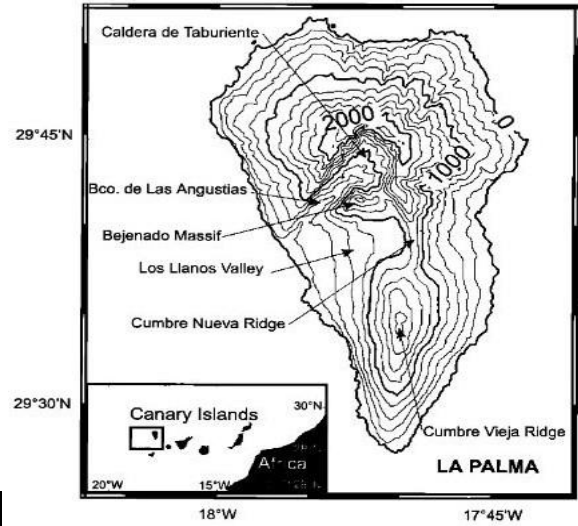 Caldera de Taburiente
29°45'N
2000
0
1000
Bco. de Las Angustias
Bejenado Massif
Los Llanos Valley
Cumbre Nueva Ridge
29°30'N
Canary Islands
30°N
Cumbre Vieja Ridge
Africa
LA PALMA
20°W
15°W
18°W
17°45'W